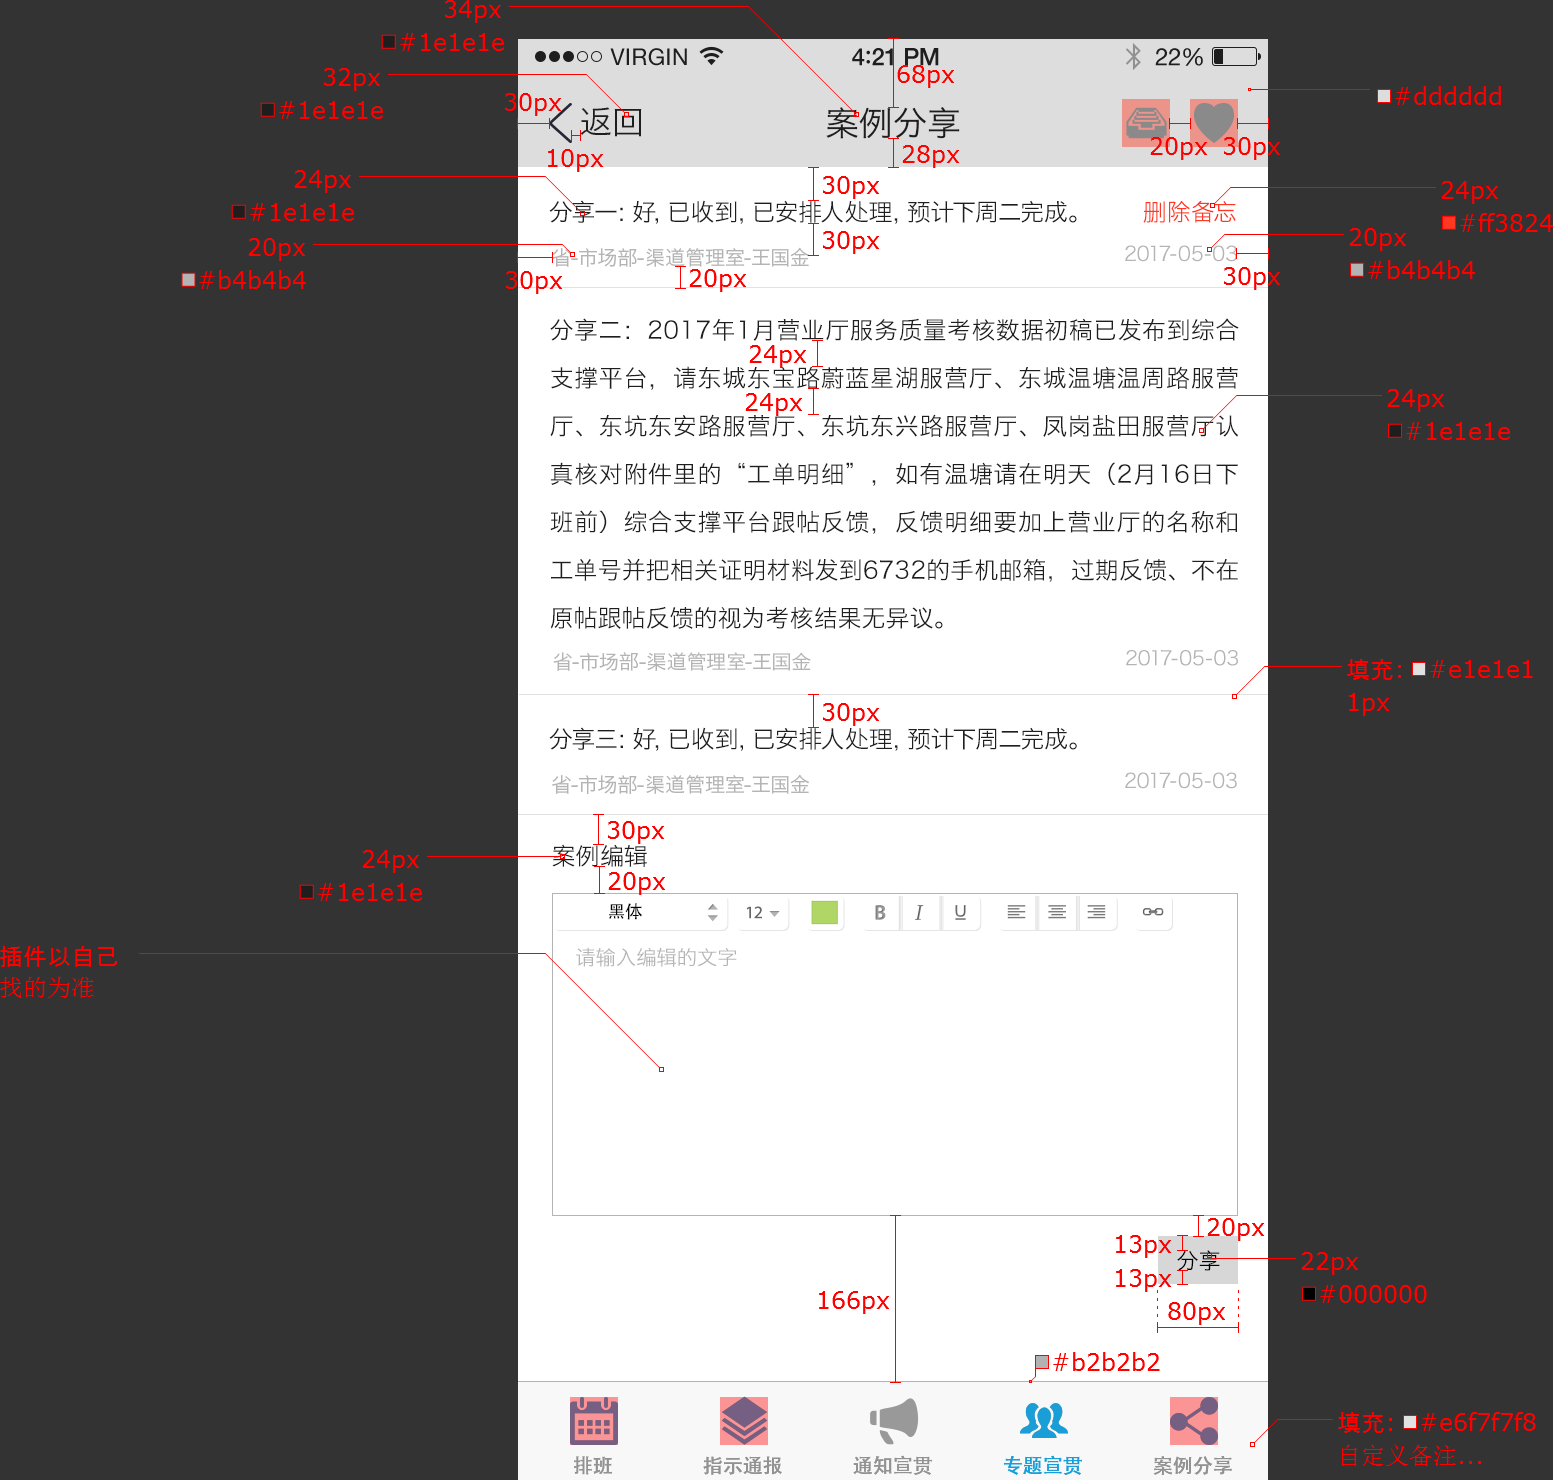 34px
#1e1e1e
●●●○○ VIRGIN
4:21 PM
22%
68px
32px
#1e1e1e
#dddddd
30px
返回
案例分享
10px
28px
20px
30px
24px
#1e1e1e
30px
24px
#ff3824
分享一: 好, 已收到, 已安排人处理, 预计下周二完成。
删除备忘
20px
#b4b4b4
30px
20px
#b4b4b4
省-市场部-渠道管理室-王国金
2017-05-03
30px
20px
30px
分享二：2017年1月营业厅服务质量考核数据初稿已发布到综合
24px
支撑平台，请东城东宝路蔚蓝星湖服营厅、东城温塘温周路服营
24px
24px
#1e1e1e
厅、东坑东安路服营厅、东坑东兴路服营厅、凤岗盐田服营厅认
真核对附件里的“工单明细”，如有温塘请在明天（2月16日下
班前）综合支撑平台跟帖反馈，反馈明细要加上营业厅的名称和
工单号并把相关证明材料发到6732的手机邮箱，过期反馈、不在
原帖跟帖反馈的视为考核结果无异议。
省-市场部-渠道管理室-王国金
2017-05-03
填充: #e1e1e1
1px
30px
分享三: 好, 已收到, 已安排人处理, 预计下周二完成。
省-市场部-渠道管理室-王国金
2017-05-03
30px
24px
#1e1e1e
案例编辑
20px
黑体
12
B
I
U
插件以自己
找的为准
请输入编辑的文字
20px
13px
分享
13px
22px
#000000
166px
80px
#b2b2b2
填充: #e6f7f7f8
自定义备注...
排班
指示通报
通知宣贯
专题宣贯
案例分享